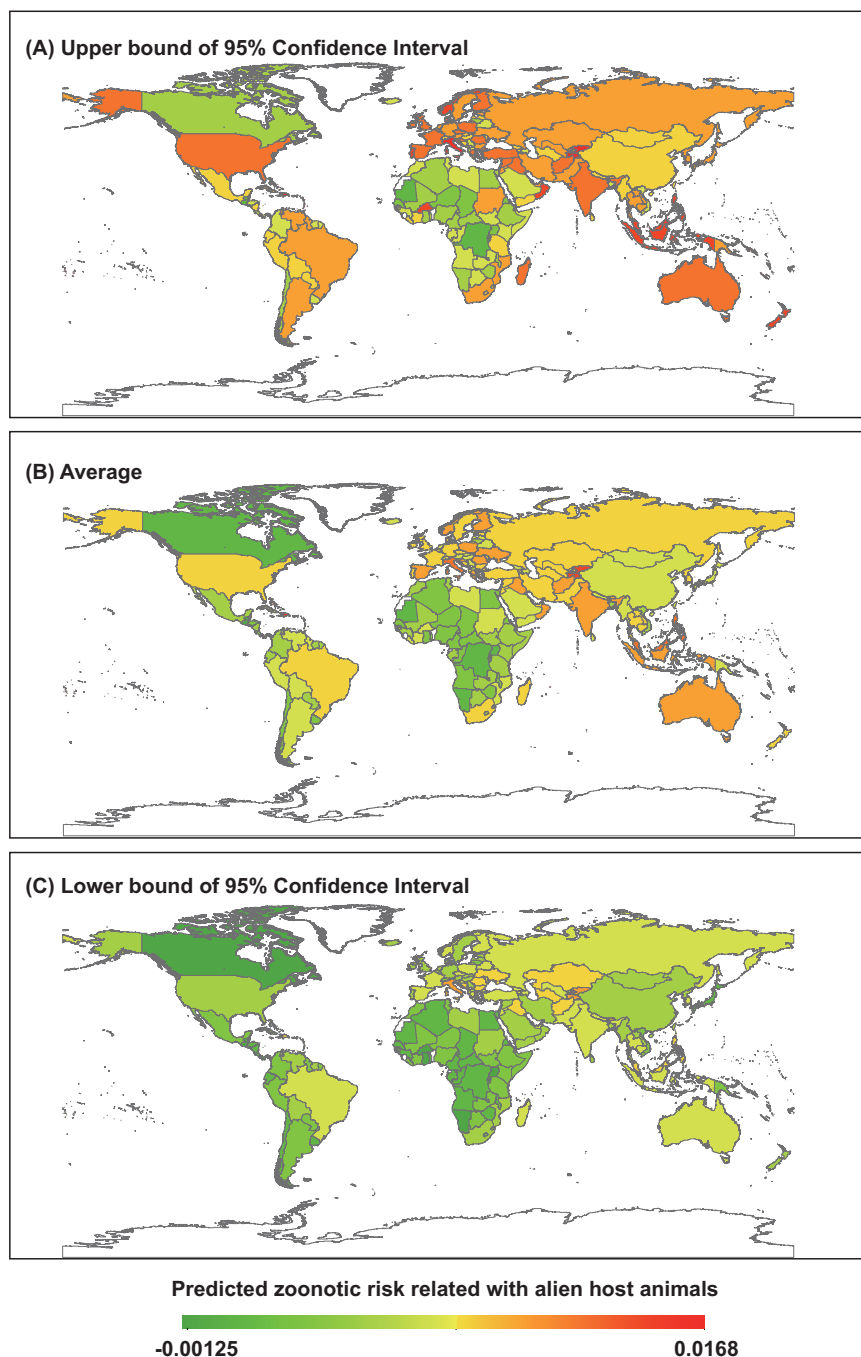 (A) Upper bound of 95% Confidence Interval
(B) Average
(C) Lower bound of 95% Confidence Interval
Predicted zoonotic risk related with alien host animals
-0.00125 0.0168